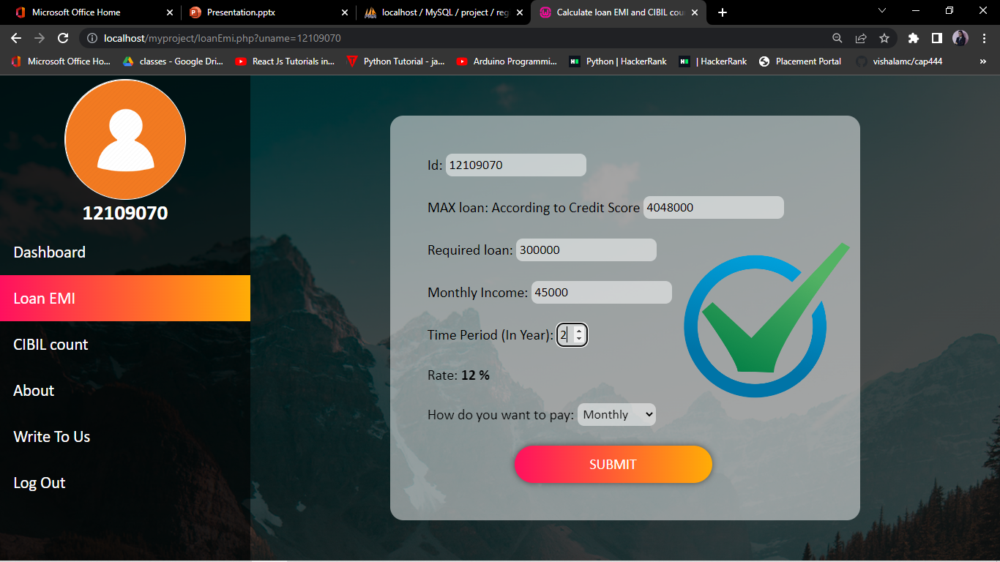 Microsoft Office Home
Presentation.pptx
localhost / MySQL / project / reg
Calculate loan EMI and CIBIL cou
localhost/myproject/loanEmi.php?uname=12109070
Microsoft Office Ho...
classes - Google Dri...
React Js Tutorials in...
Python Tutorial - ja...
Arduino Programmi...
Python | HackerRank
| HackerRank
Placement Portal
vishalamc/cap444
»
12109070
Dashboard
Loan EMI
CIBIL count
About
Write To Us
Log Out
Id: 12109070
MAX loan: According to Credit Score 4048000
Required loan: 300000
Monthly Income: 45000
Time Period (In Year): 2
Rate: 12 %
How do you want to pay: Monthly
SUBMIT